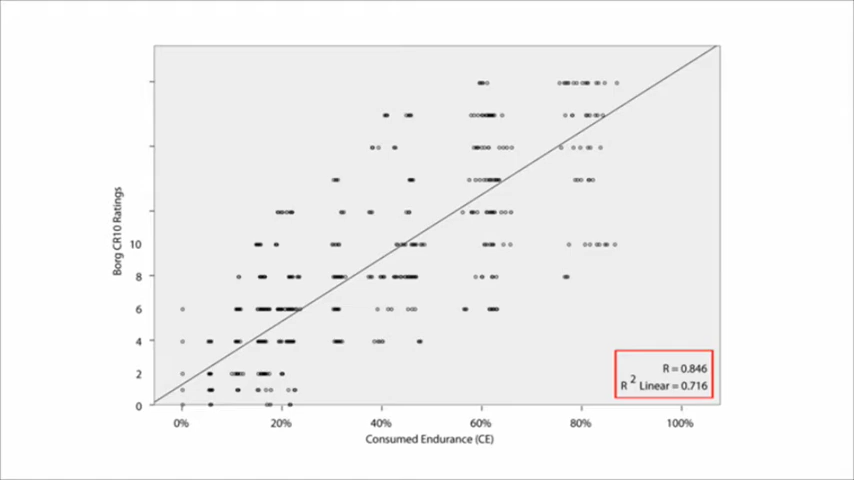 Borg CR10 Ratings
10
8
6
4
2
0
0% 20% 40% 60% 80% 100%
Consumed Endurance (CE)
R = 0.846
R 2 Linear = 0.716